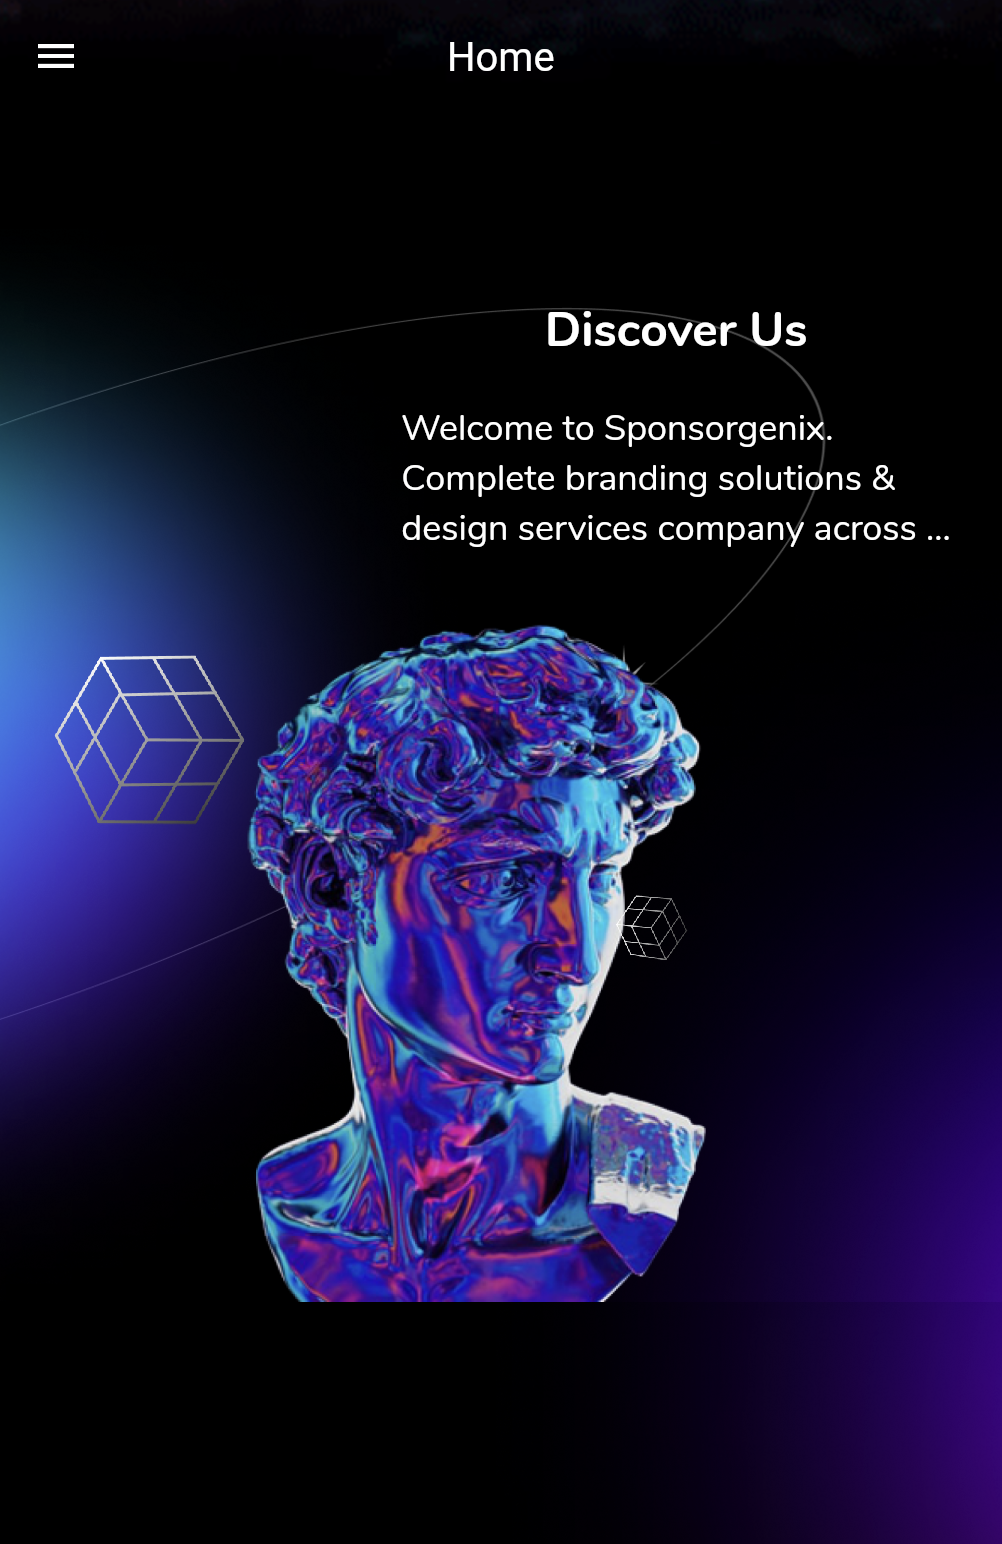 Home
Discover Us
Welcome to Sponsorgenix.
Complete branding solutions &
design services company across ...